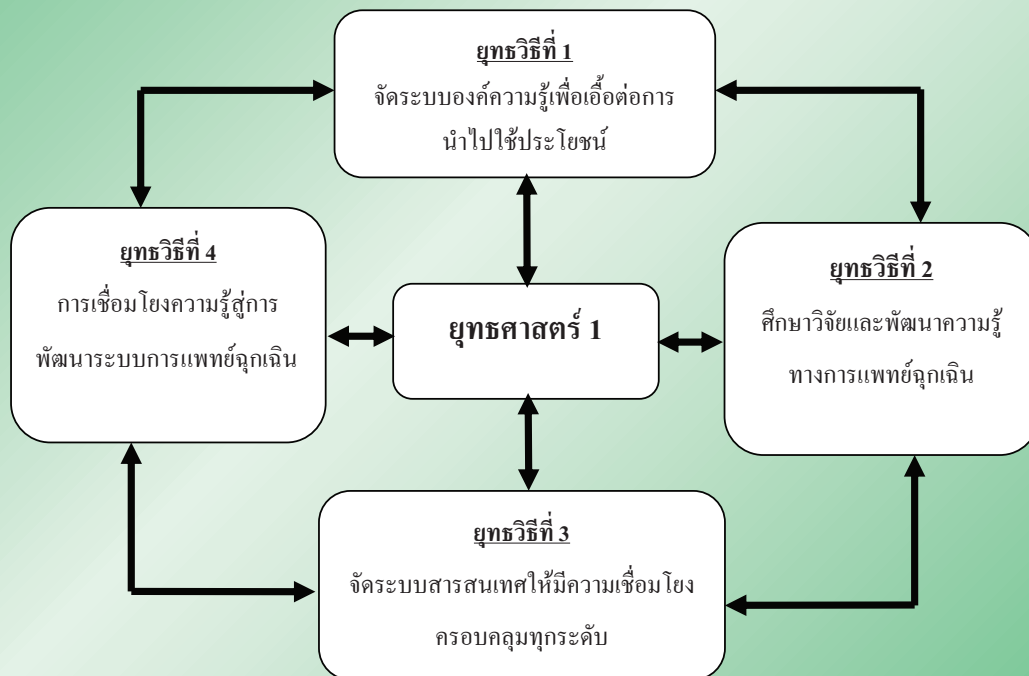 ยุทธวิธีที่ 1
จัดระบบองค์ความรู้เพื่อเอื้อต่อการ
นำไปใช้ประโยชน์
ยุทธวิธีที่ 4
การเชื่อมโยงความรู้สู่การ
พัฒนาระบบการแพทย์ฉุกเฉิน
ยุทธศาสตร์ 1
ยุทธวิธีที่ 2
ศึกษาวิจัยและพัฒนาความรู้
ทางการแพทย์ฉุกเฉิน
ยุทธวิธีที่ 3
จัดระบบสารสนเทศให้มีความเชื่อมโยง
ครอบคลุมทุกระดับ